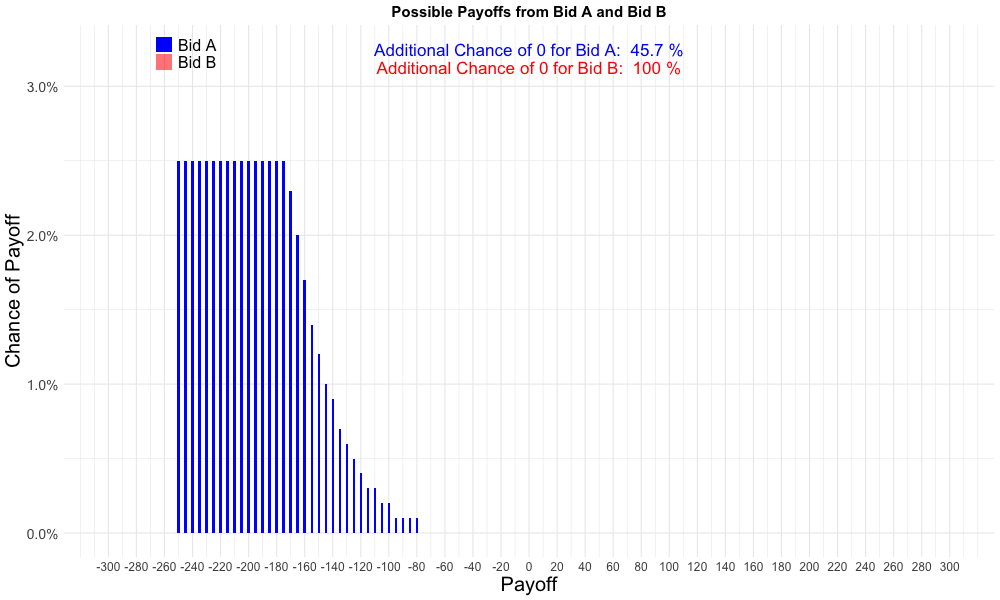 Possible Payoffs from Bid A and Bid B
Bid A
Bid B
Additional Chance of 0 for Bid A:  45.7 %
Additional Chance of 0 for Bid B:  100 %
Chance of Payoff
3.0%
2.0%
1.0%
0.0%
-300 -280 -260 -240 -220 -200 -180 -160 -140 -120 -100 -80 -60 -40 -20 0 20 40 60 80 100 120 140 160 180 200 220 240 260 280 300
Payoff